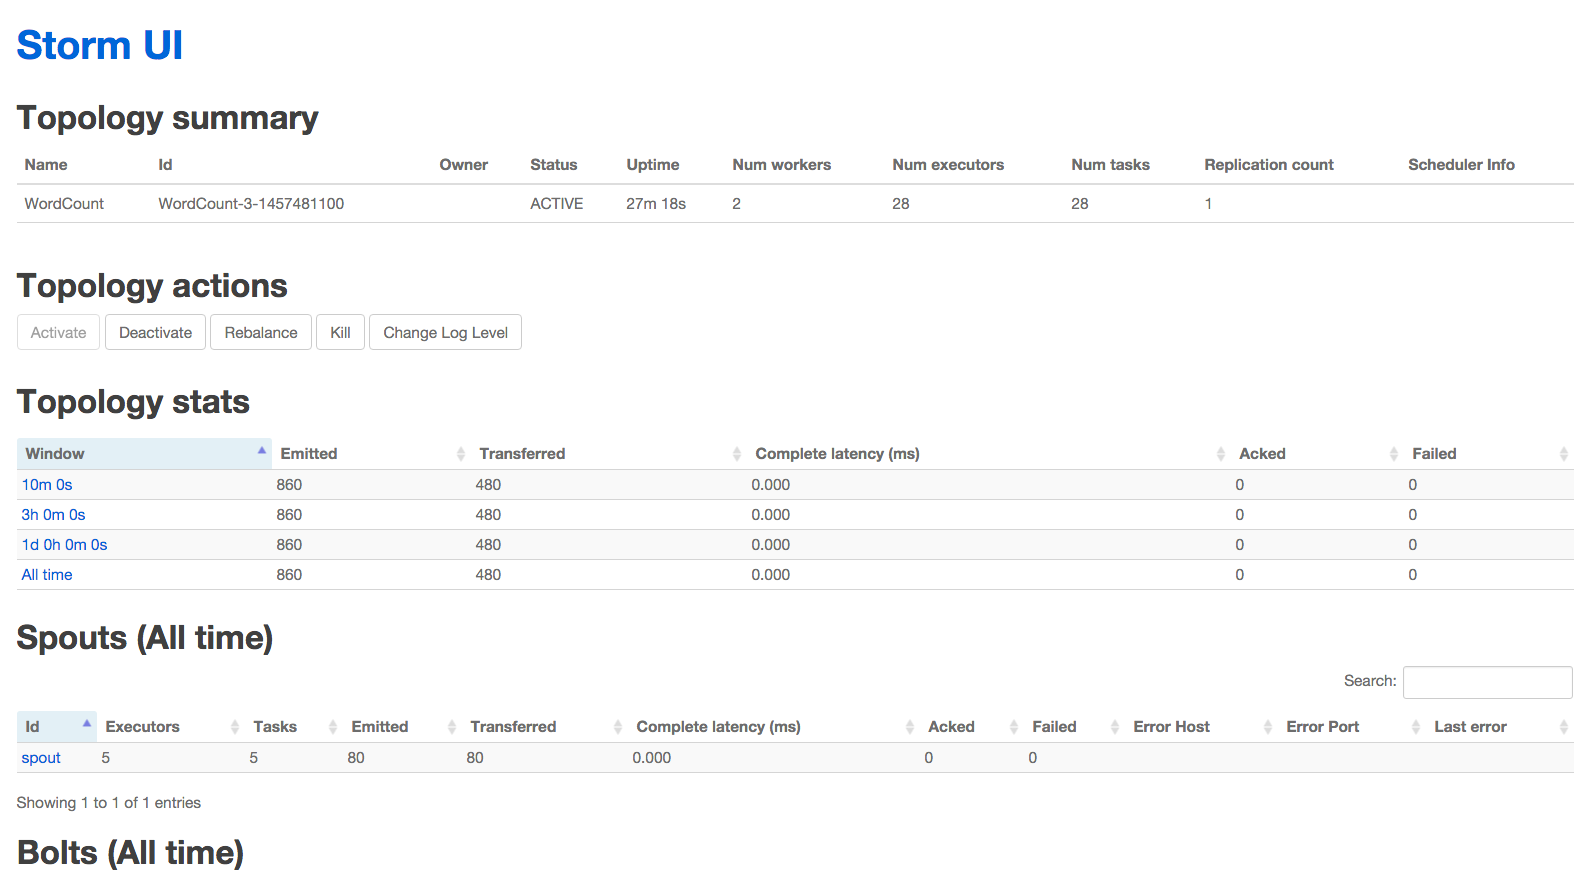 Storm UI
Topology summary
Name Id Owner Status Uptime Num workers Num executors Num tasks Replication count Scheduler Info
WordCount WordCount-3-1457481100 ACTIVE 27m 18s 2 28 28 1
Topology actions
Activate Deactivate Rebalance Kill Change Log Level
Topology stats
Window Emitted Transferred Complete latency (ms) Acked Failed
10m 0s 860 480 0.000 0 0
3h 0m 0s 860 480 0.000 0 0
1d 0h 0m 0s 860 480 0.000 0 0
All time 860 480 0.000 0 0
Spouts (All time)
Search:
Id Executors Tasks Emitted Transferred Complete latency (ms) Acked Failed Error Host Error Port Last error
spout 5 5 80 80 0.000 0 0
Showing 1 to 1 of 1 entries
Bolts (All time)